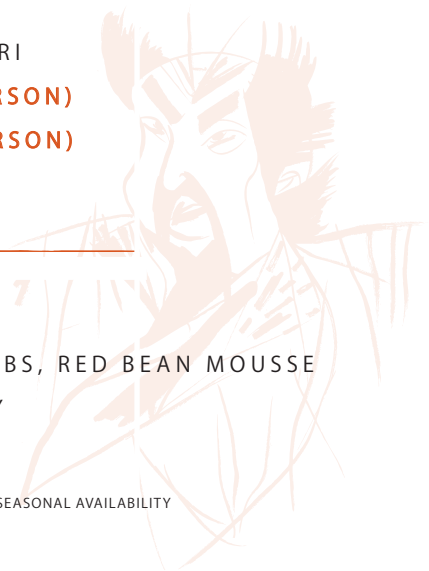 RI
RSON)
RSON)
BS, RED BEAN MOUSSE
SEASONAL AVAILABILITY